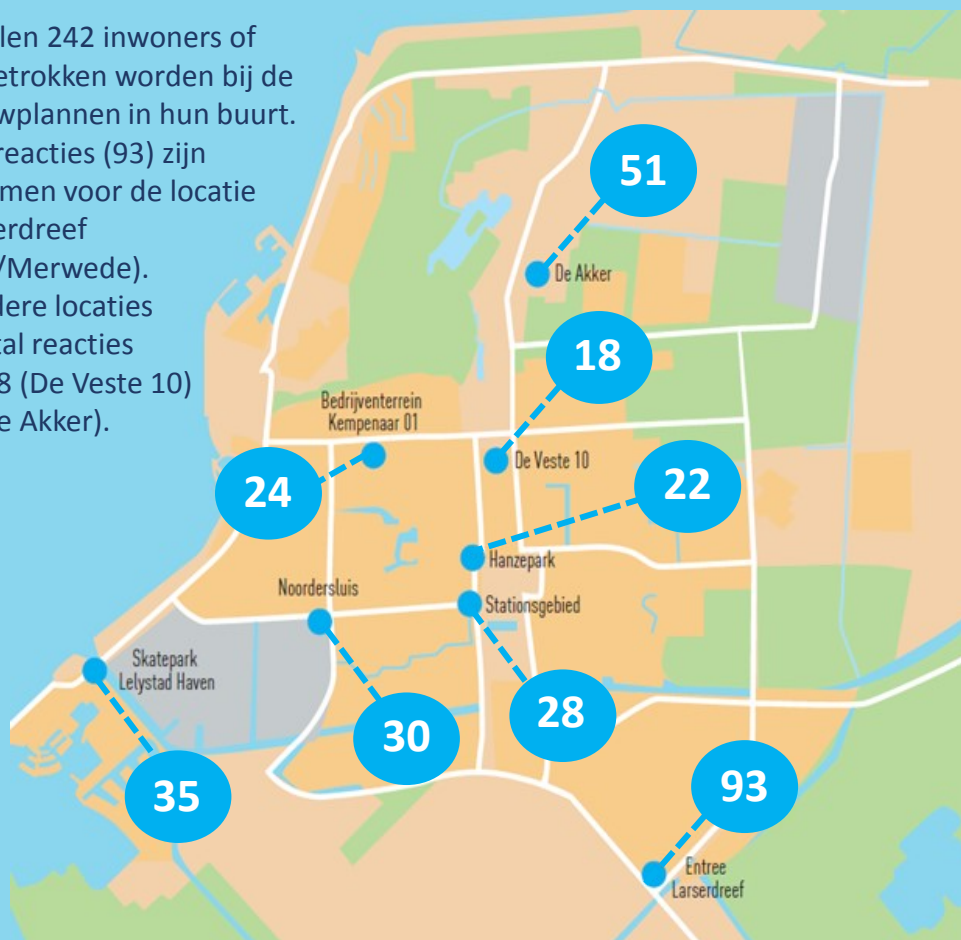 len 242 inwoners of
etrokken worden bij de
wplannen in hun buurt.
reacties (93) zijn
men voor de locatie
erdreef
/Merwede).
dere locaties
tal reacties
8 (De Veste 10)
e Akker).
51
De Akker
18
Bedrijventerrein
Kempenaar 01
De Veste 10
24
22
Hanzepark
Noordersluis
Stationsgebied
Skatepark
Lelystad Haven
28
30
35
93
Entree
Larserdreef